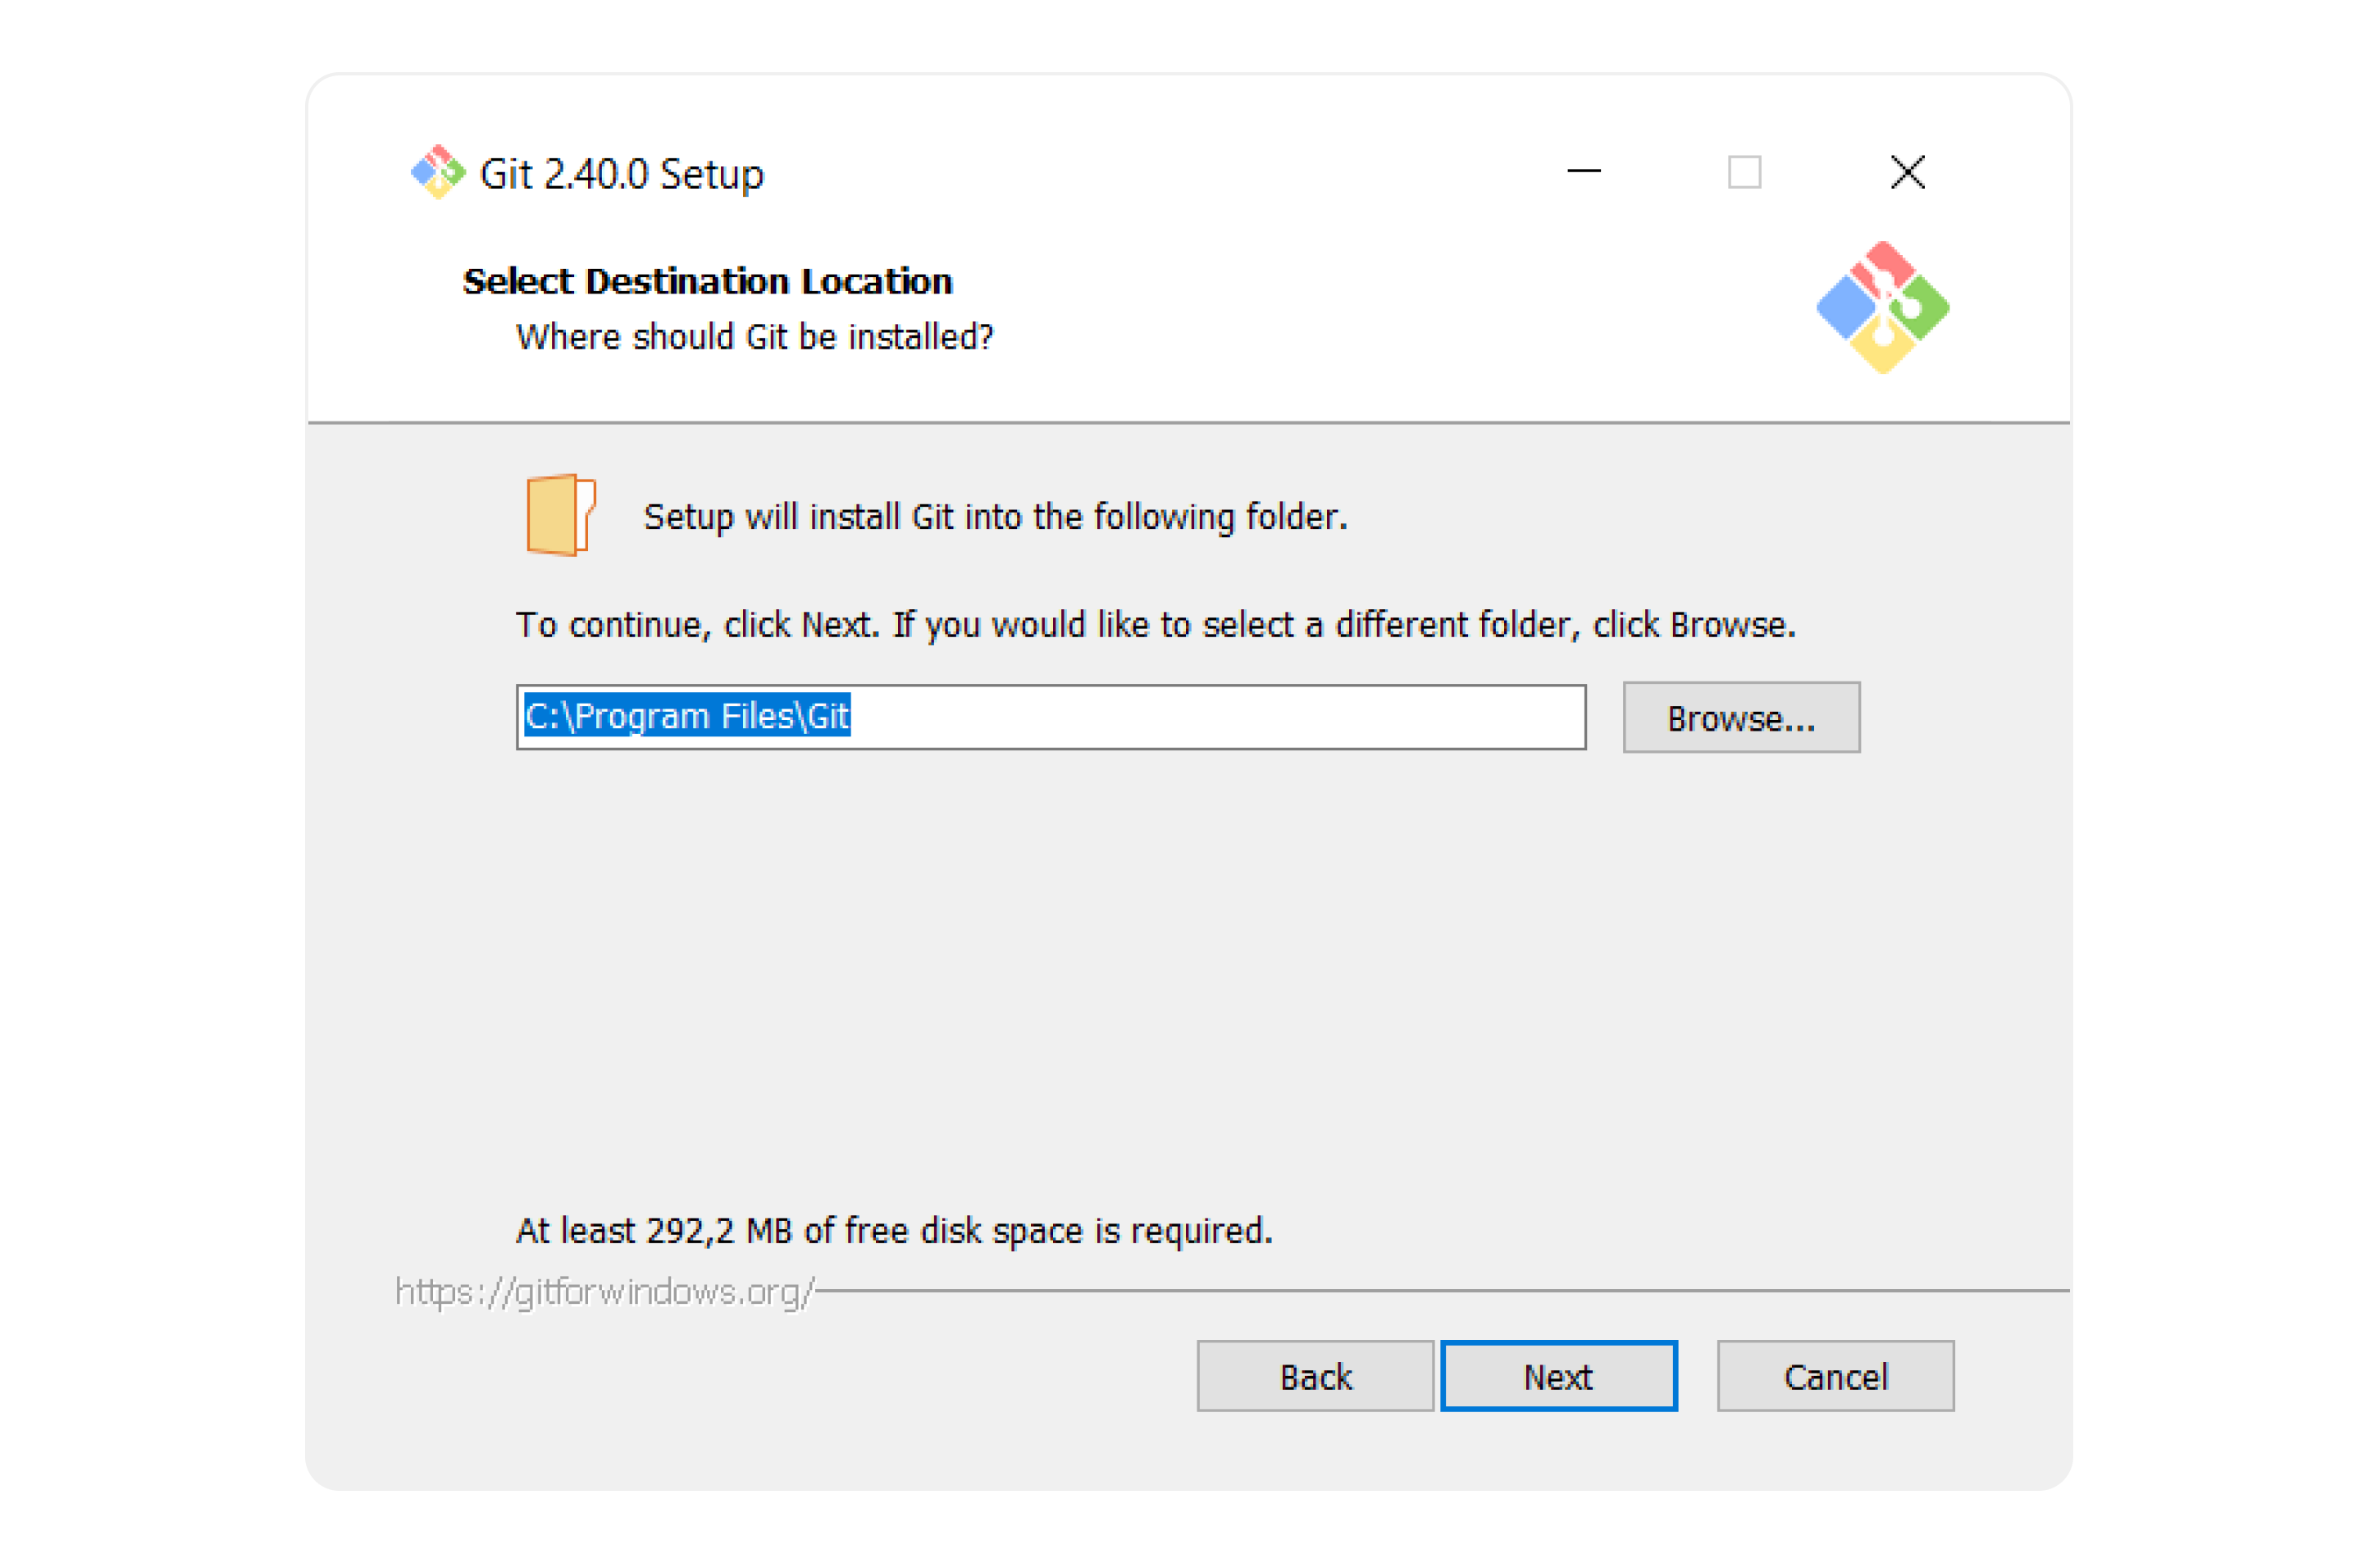 Git 2.40.0 Setup
Select Destination Location
Where should Git be installed?
Setup will install Git into the following folder.
To continue, click Next. If you would like to select a different folder, click Browse.
C:\Program Files\Git
Browse...
At least 292,2 MB of free disk space is required.
https://gitforwindows.org/
Back Next Cancel